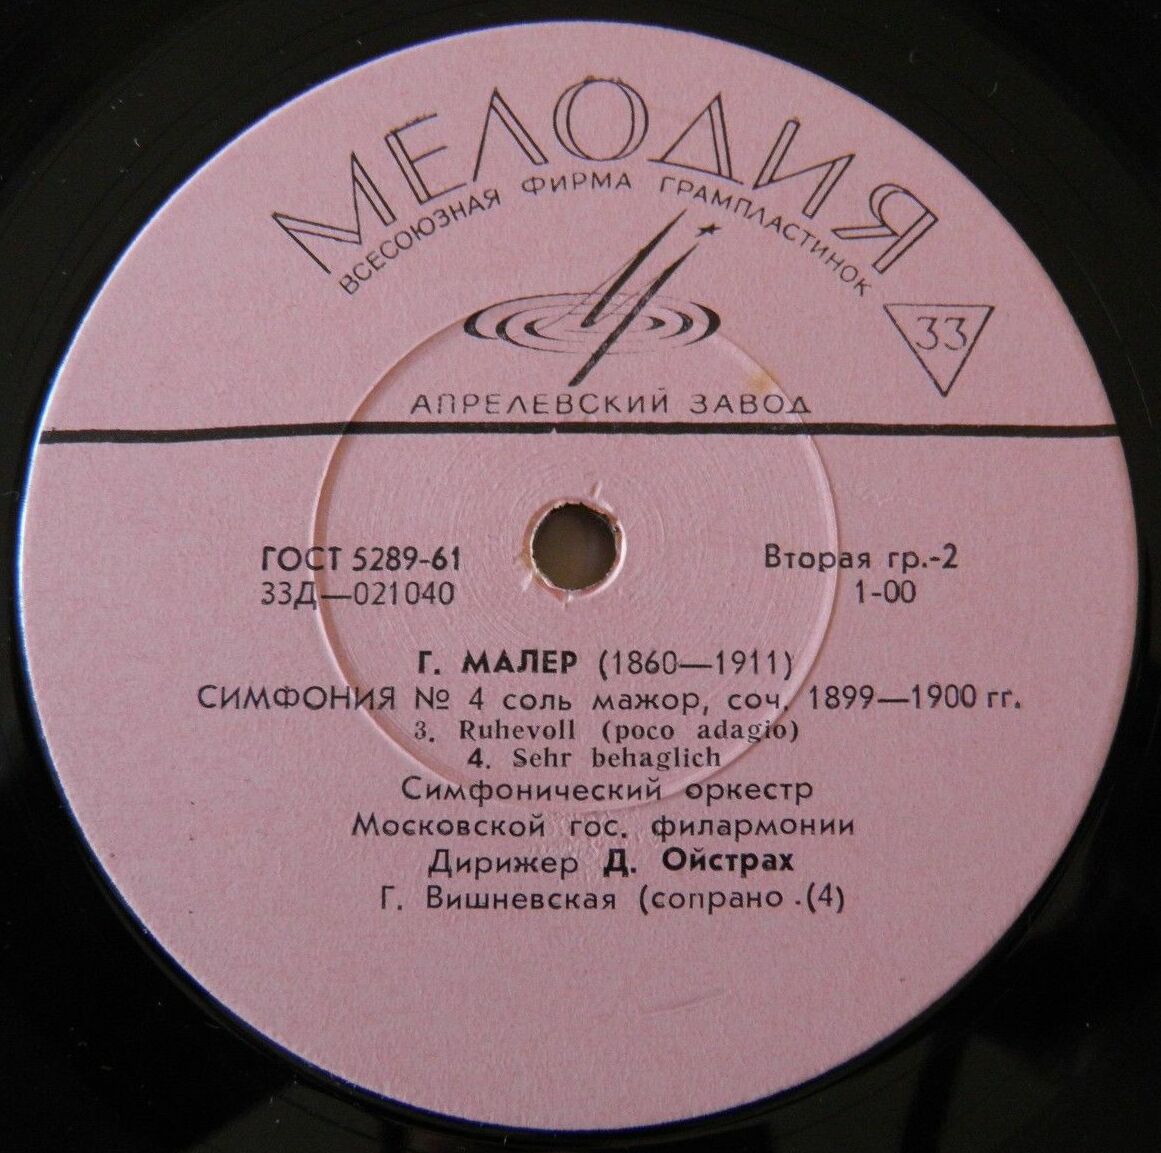 МЕЛОДИЯ
ВСЕСОЮЗНАЯ ФИРМА ГРАМПЛАСТИНОК
33
АПРЕЛЕВСКИЙ ЗАВОД
ГОСТ 5289-61
Вторая гр.-2
33Д—021040
1-00
Г. МАЛЕР (1860—1911)
СИМФОНИЯ № 4 соль мажор, соч. 1899—1900 гг.
3. Ruhevoll (poco adagio)
4. Sehr behaglich
Симфонический оркестр
Московской гос. филармонии
Дирижер Д. Ойстрах
Г. Вишневская (сопрано .(4)